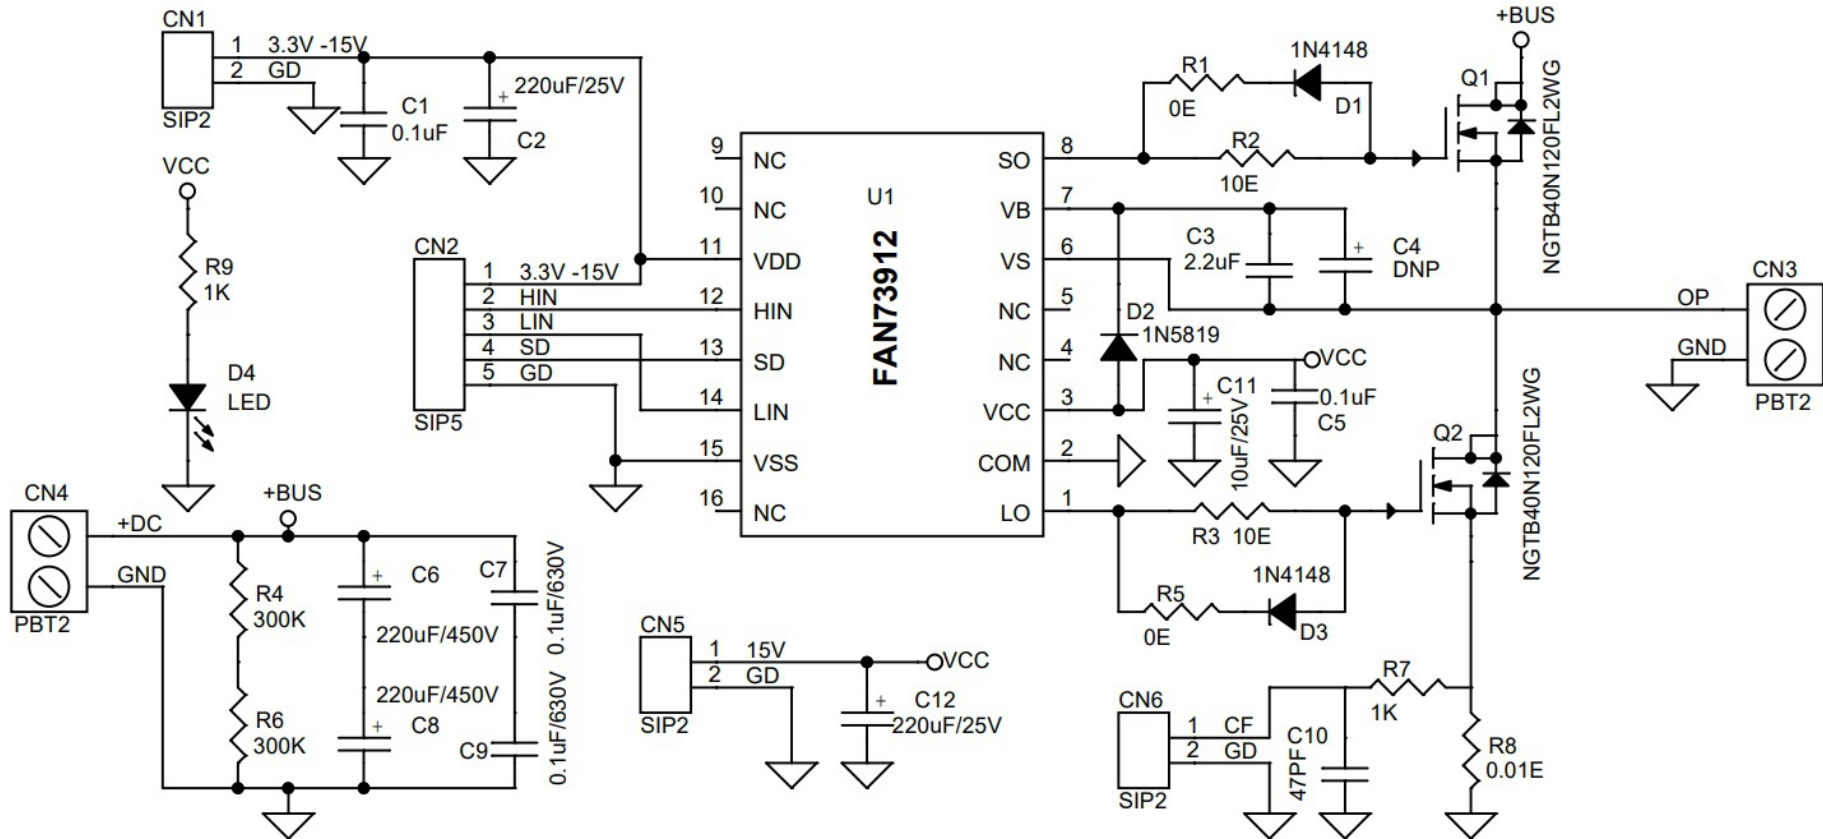 CN1
1 3.3V -15V
2 GD
SIP2
C1
0.1uF
220uF/25V
+
C2
VCC
R9
1K
D4
LED
CN2
1 3.3V -15V
2 HIN
3 LIN
4 SD
5 GD
SIP5
U1
FAN73912
9 NC
10 NC
11 VDD
12 HIN
13 SD
14 LIN
15 VSS
16 NC
SO 8
VB 7
VS 6
NC 5
NC 4
VCC 3
COM 2
LO 1
R1
0E
1N4148
D1
R2
10E
+BUS
Q1
NGTB40N120FL2WG
C3
2.2uF
+
C4
DNP
D2
1N5819
VCC
+
C11
10uF/25V
0.1uF
C5
OP
GND
CN3
PBT2
Q2
NGTB40N120FL2WG
R3 10E
1N4148
R5
0E
D3
CN4
+DC
GND
PBT2
+BUS
R4
300K
R6
300K
+
C6
220uF/450V
220uF/450V
+
C8
C7
0.1uF/630V
C9
0.1uF/630V
CN5
1 15V
2 GD
SIP2
VCC
+
C12
220uF/25V
CN6
1 CF
2 GD
SIP2
C10
47PF
R7
1K
R8
0.01E